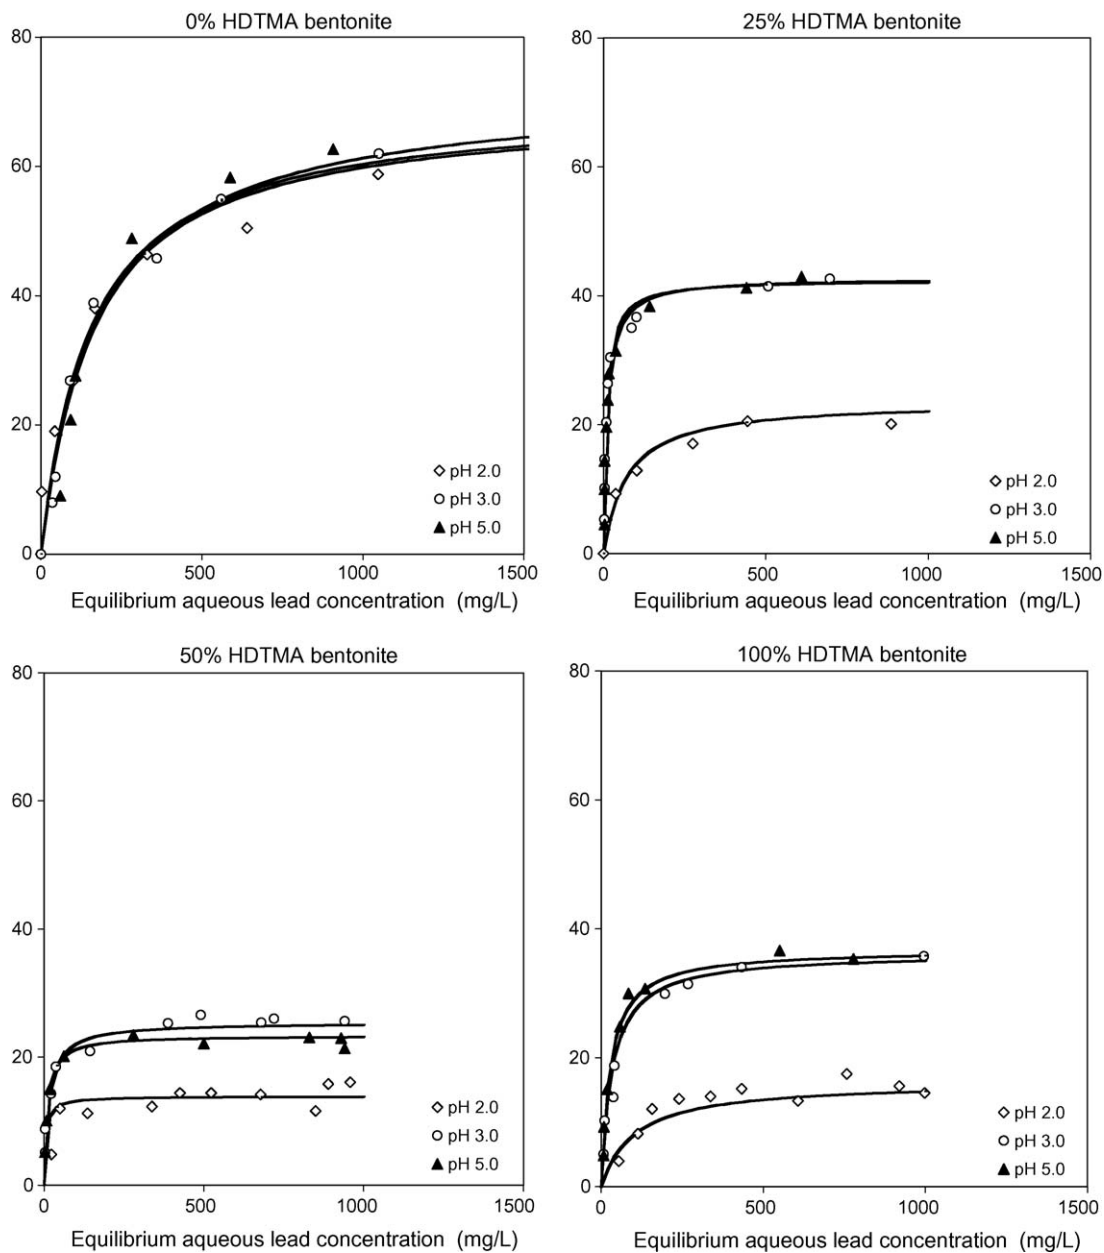 0% HDTMA bentonite
80
60
40
20
0
◇ pH 2.0
○ pH 3.0
▲ pH 5.0
0 500 1000 1500
Equilibrium aqueous lead concentration (mg/L)
25% HDTMA bentonite
80
60
40
20
0
◇ pH 2.0
○ pH 3.0
▲ pH 5.0
0 500 1000 1500
Equilibrium aqueous lead concentration (mg/L)
50% HDTMA bentonite
80
60
40
20
0
◇ pH 2.0
○ pH 3.0
▲ pH 5.0
0 500 1000 1500
Equilibrium aqueous lead concentration (mg/L)
100% HDTMA bentonite
80
60
40
20
0
◇ pH 2.0
○ pH 3.0
▲ pH 5.0
0 500 1000 1500
Equilibrium aqueous lead concentration (mg/L)